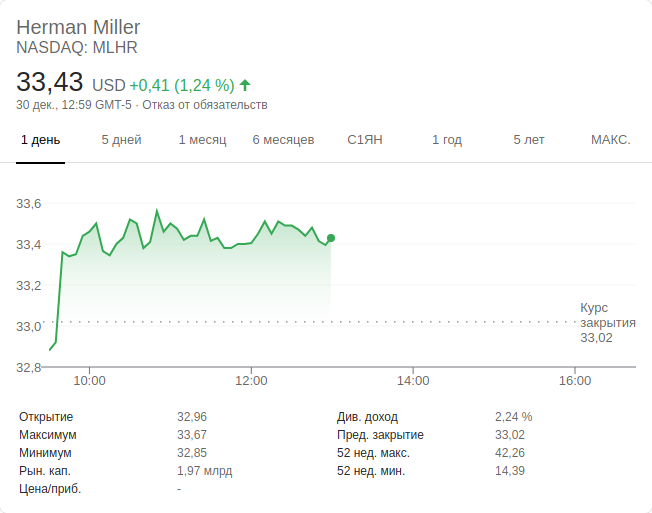 Herman Miller
NASDAQ: MLHR
33,43 USD +0,41 (1,24 %)
30 дек., 12:59 GMT-5 · Отказ от обязательств
1 день 5 дней 1 месяц 6 месяцев С1ЯН 1 год 5 лет МАКС.
33,6
33,4
33,2
33,0
32,8
Курс
закрытия
33,02
10:00 12:00 14:00 16:00
Открытие 32,96 Див. доход 2,24 %
Максимум 33,67 Пред. закрытие 33,02
Минимум 32,85 52 нед. макс. 42,26
Рын. кап. 1,97 млрд 52 нед. мин. 14,39
Цена/приб. -